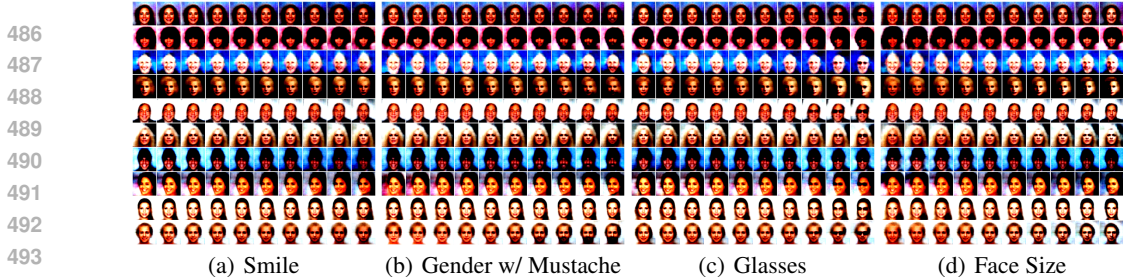 486
487
488
489
490
491
492
493
(a) Smile
(b) Gender w/ Mustache
(c) Glasses
(d) Face Size